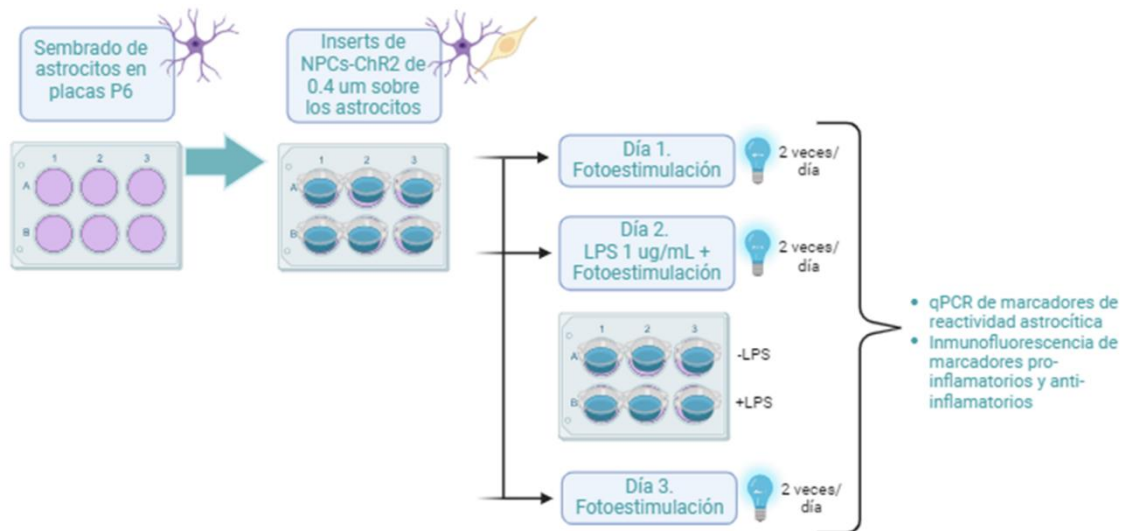 Sembrado de
astrocitos en
placas P6
Inserts de
NPCs-ChR2 de
0.4 um sobre
los astrocitos
1 2 3
A
B
1 2 3
A
B
Día 1.
Fotoestimulación
2 veces/
día
Día 2.
LPS 1 ug/mL +
Fotoestimulación
2 veces/
día
1 2 3
A
-LPS
B
+LPS
Día 3.
Fotoestimulación
2 veces/
día
• qPCR de marcadores de
reactividad astrocítica
• Inmunofluorescencia de
marcadores pro-
inflamatorios y anti-
inflamatorios